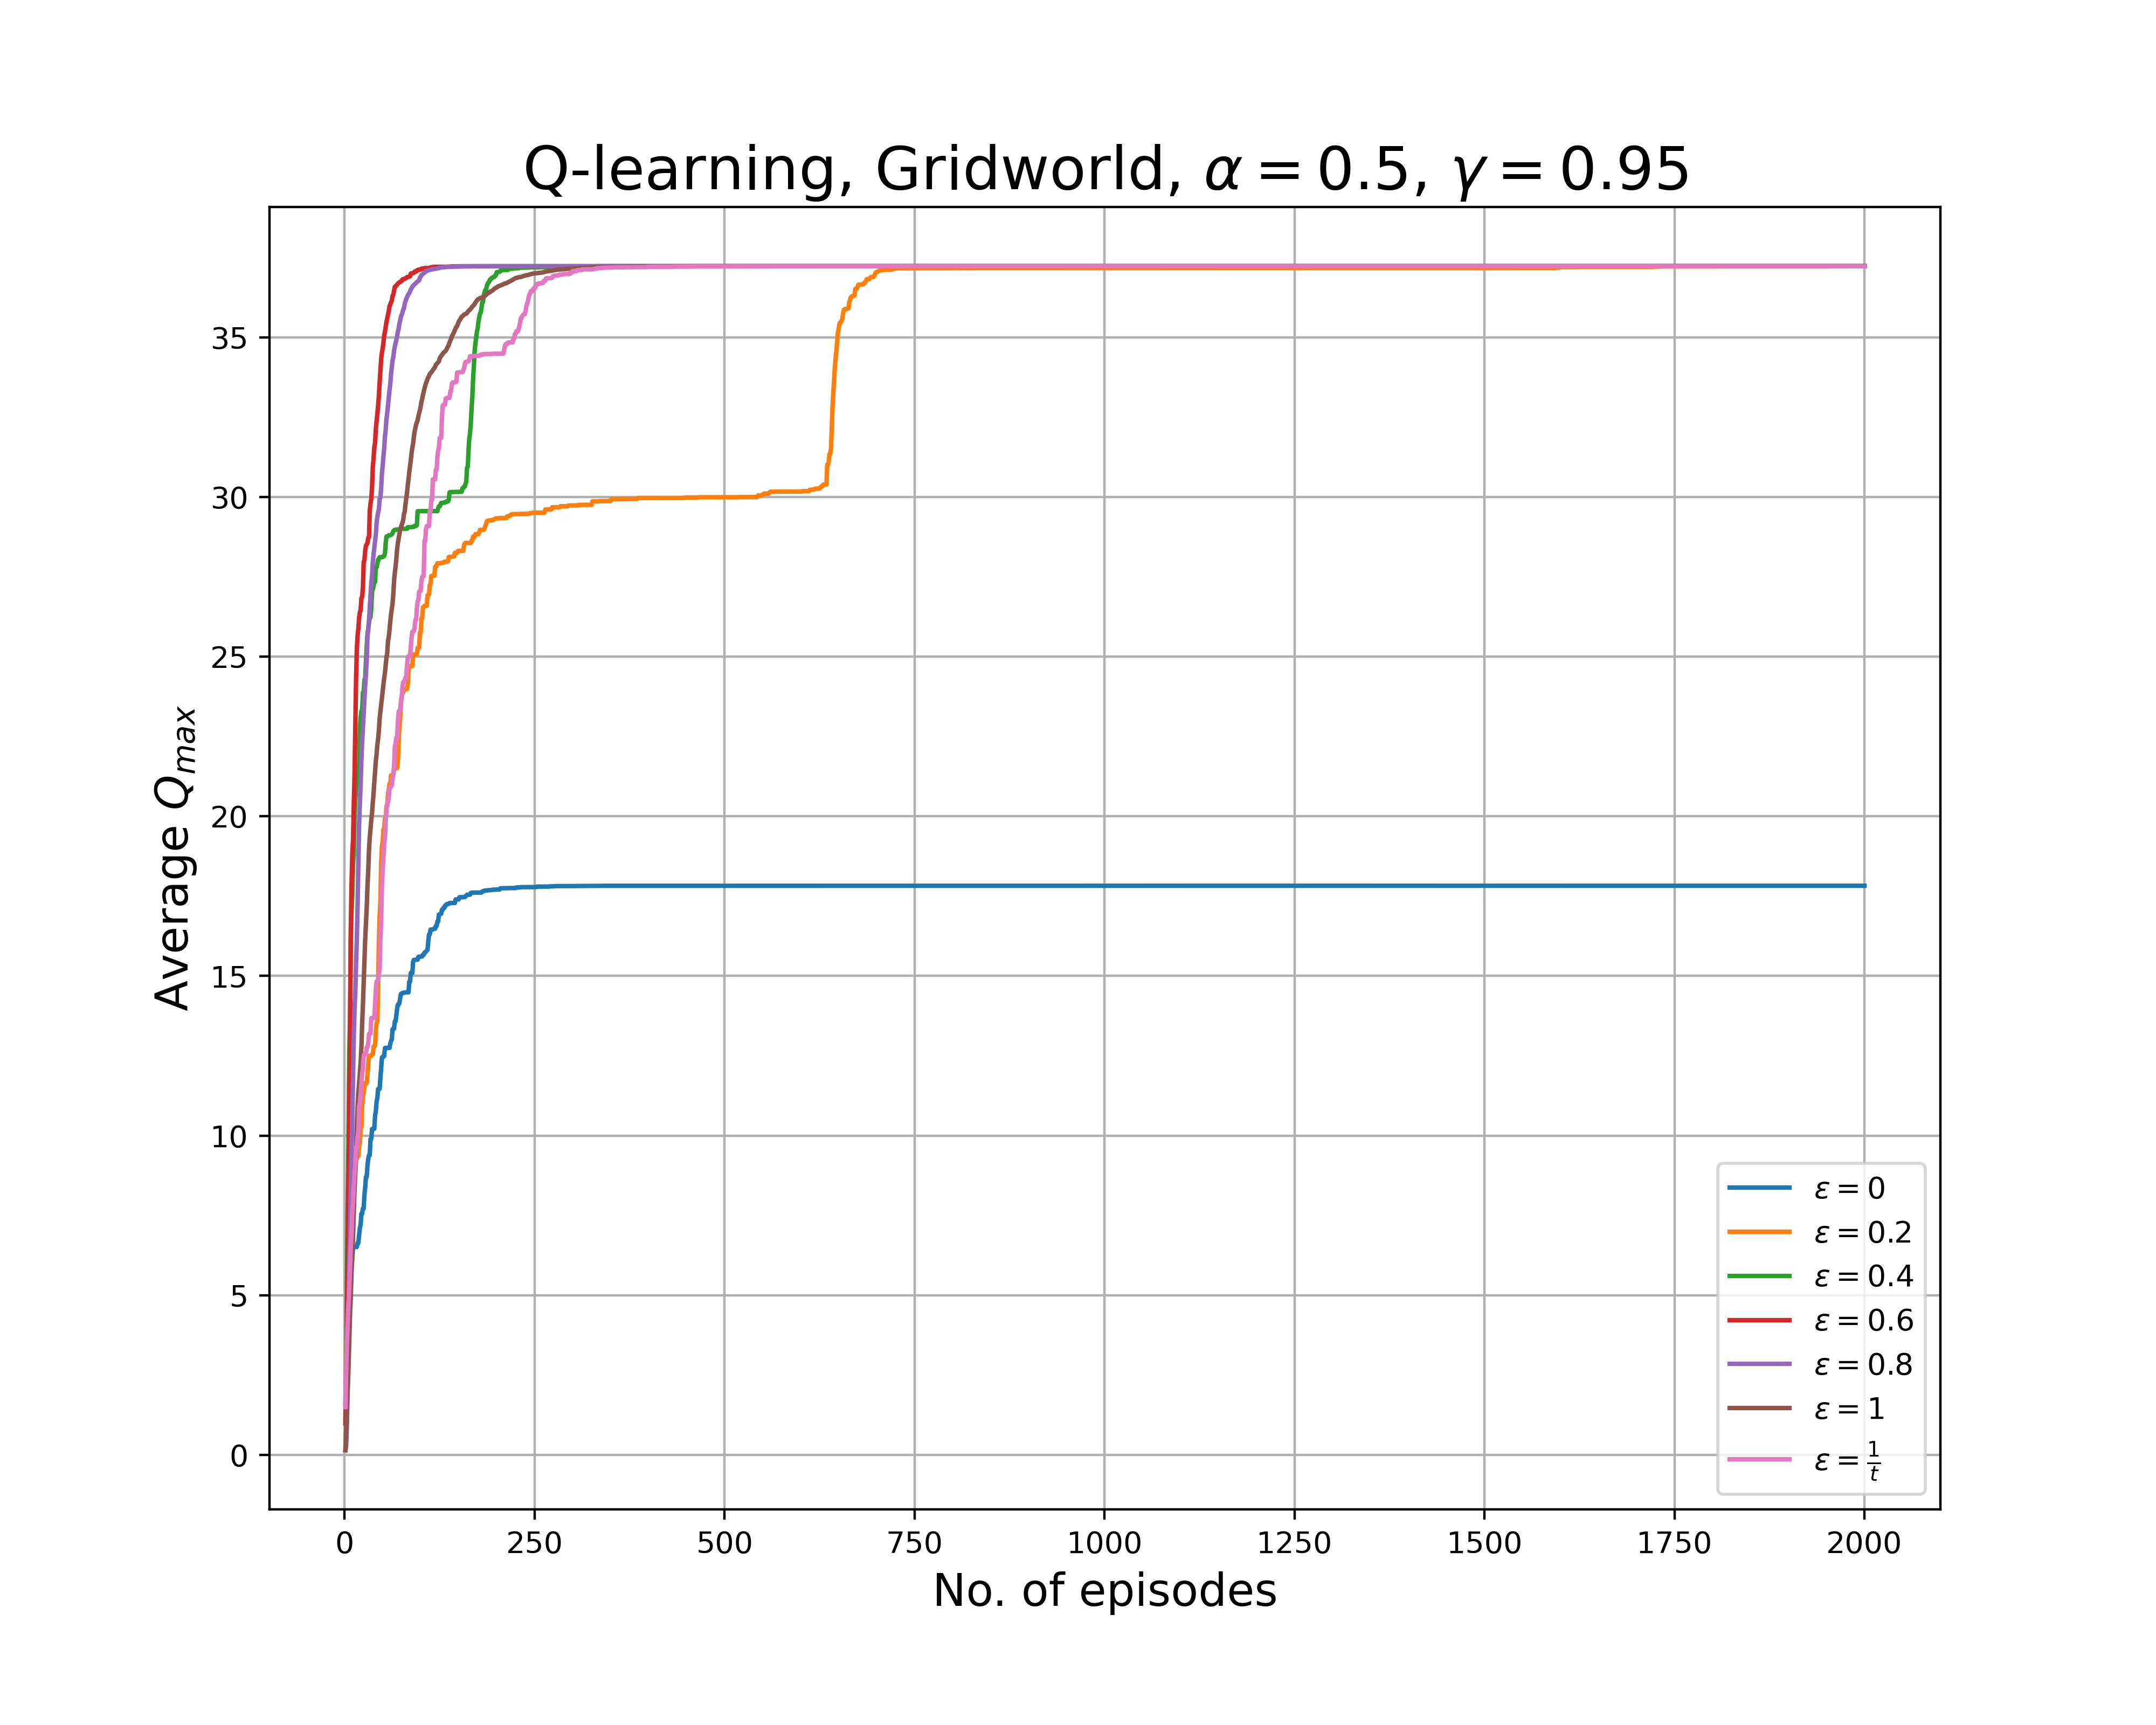 Q-learning, Gridworld, α = 0.5, γ = 0.95
Average Q_max
35
30
25
20
15
10
5
0
ε = 0
ε = 0.2
ε = 0.4
ε = 0.6
ε = 0.8
ε = 1
ε = 1/t
0 250 500 750 1000 1250 1500 1750 2000
No. of episodes